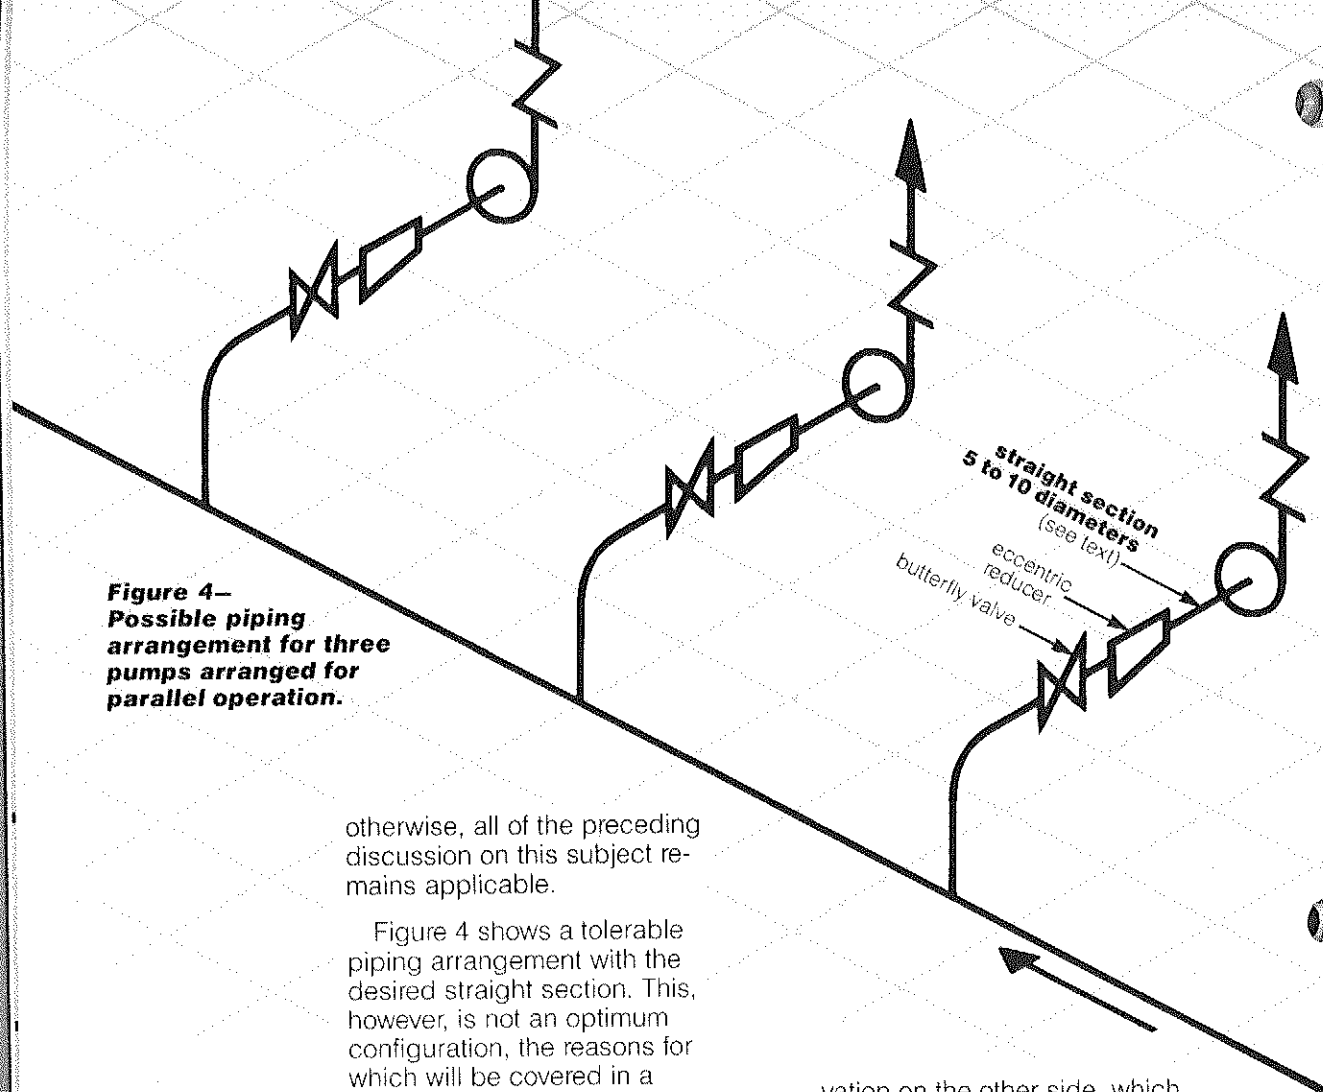 straight section
5 to 10 diameters
(see text)
eccentric
reducer
butterfly valve
Figure 4–
Possible piping
arrangement for three
pumps arranged for
parallel operation.
otherwise, all of the preceding
discussion on this subject re-
mains applicable.
Figure 4 shows a tolerable
piping arrangement with the
desired straight section. This,
however, is not an optimum
configuration, the reasons for
which will be covered in a
vation on the other side, which